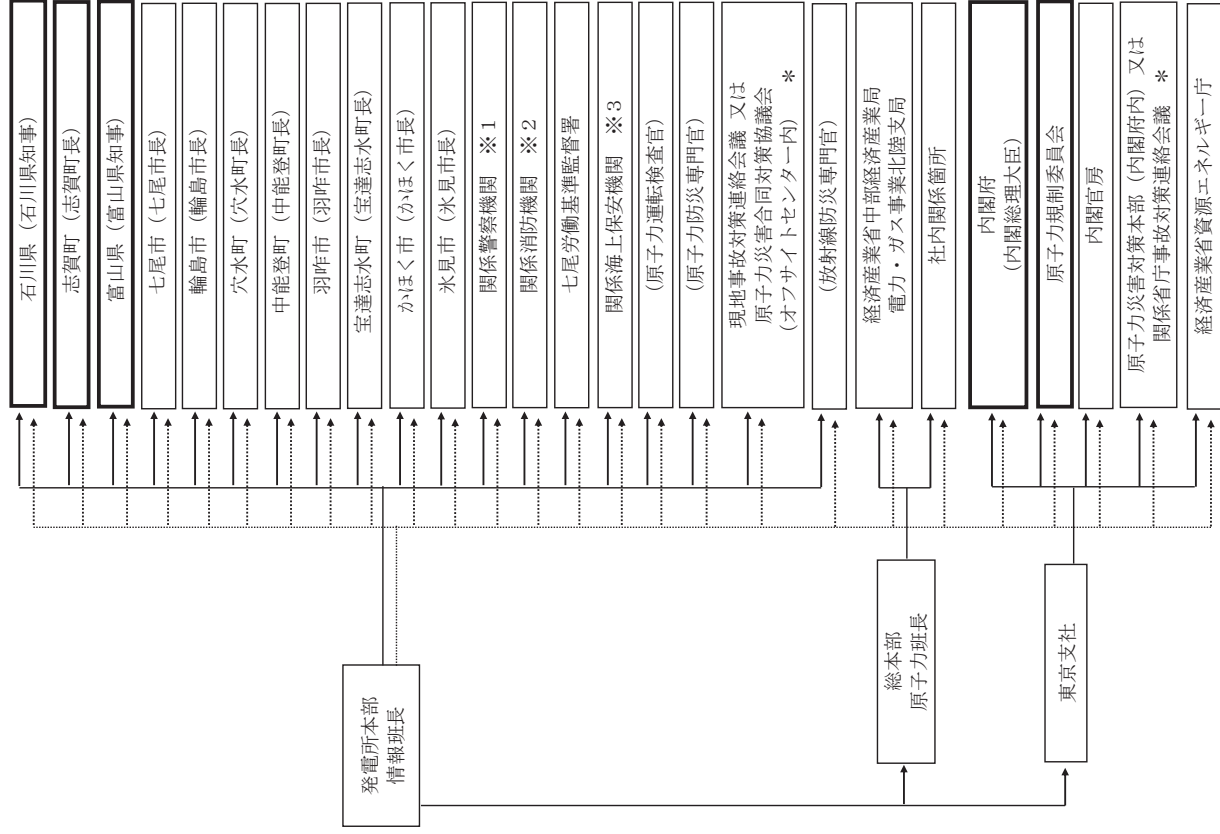 石川県（石川県知事）
志賀町（志賀町長）
富山県（富山県知事）
七尾市（七尾市長）
輪島市（輪島市長）
穴水町（穴水町長）
中能登町（中能登町長）
羽咋市（羽咋市長）
宝達志水町（宝達志水町長）
かほく市（かほく市長）
氷見市（氷見市長）
関係警察機関 ※1
関係消防機関 ※2
七尾労働基準監督署
関係海上保安機関 ※3
（原子力運転検査官）
（原子力防災専門官）
現地事故対策連絡会議 又は
原子力災害合同対策協議会
（オフサイトセンター内） ＊
（放射線防災専門官）
経済産業省中部経済産業局
電力・ガス事業北陸支局
社内関係箇所
内閣府
（内閣総理大臣）
原子力規制委員会
内閣官房
原子力災害対策本部（内閣府内）又は
関係省庁事故対策連絡会議 ＊
経済産業省資源エネルギー庁
発電所本部
情報班長
総本部
原子力班長
東京支社